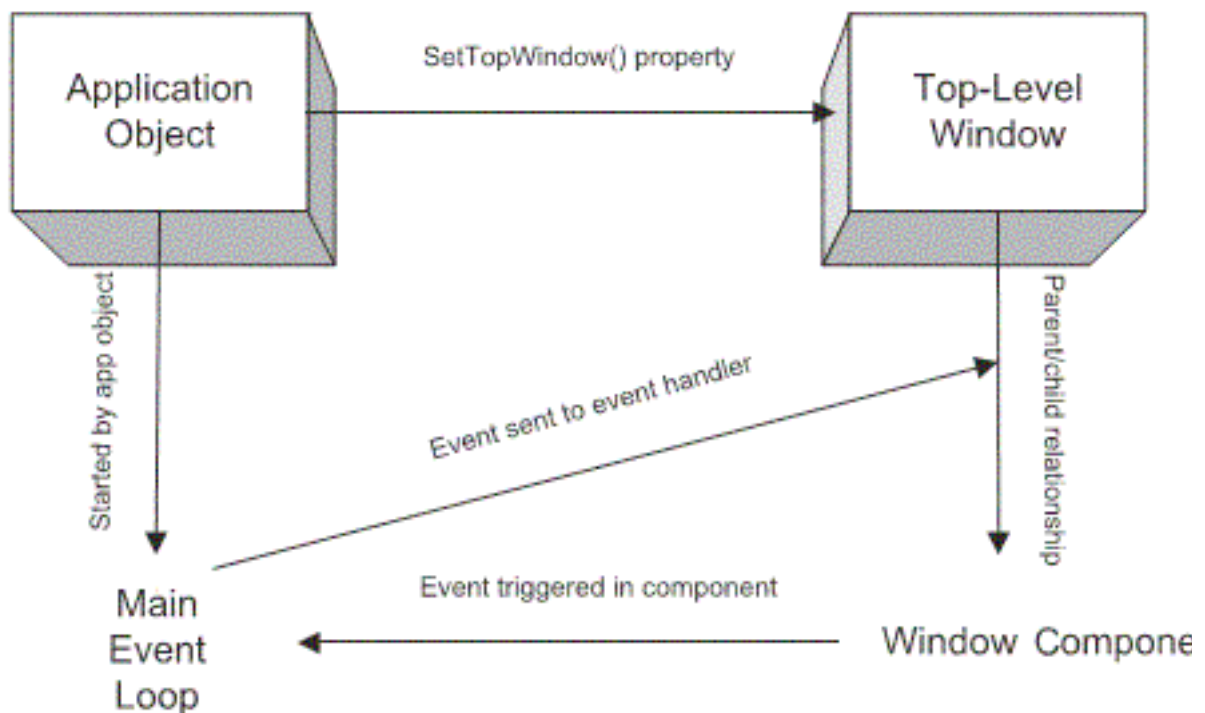 Application
Object
SetTopWindow() property
Top-Level
Window
Started by app object
Parent/child relationship
Event sent to event handler
Event triggered in component
Main
Event
Loop
Window Compone